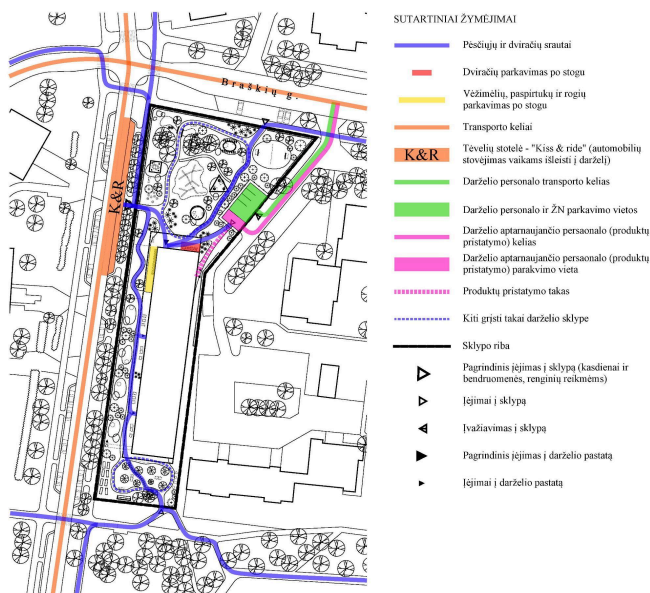 SUTARTINIAI ŽYMĖJIMAI
Pėsčiųjų ir dviračių srautai
Dviračių parkavimas po stogu
Vėžimėlių, paspirtukų ir rogių
parkavimas po stogu
Transporto keliai
K&R
Tėvelių stotelė - "Kiss & ride" (automobilių
stovėjimas vaikams išleisti į darželį)
Darželio personalo transporto kelias
Darželio personalo ir ŽN parkavimo vietos
Darželio aptarnaujančio persaonalo (produktų
pristatymo) kelias
Darželio aptarnaujančio personalo (produktų
pristatymo) parakvimo vieta
Produktų pristatymo takas
Kiti grįsti takai darželio sklype
Sklypo riba
Pagrindinis įėjimas į sklypą (kasdienai ir
bendruomenės, renginių reikmėms)
Įėjimai į sklypą
Įvažiavimas į sklypą
Pagrindinis įėjimas į darželio pastatą
Įėjimai į darželio pastatą
Braškių g.
K&R